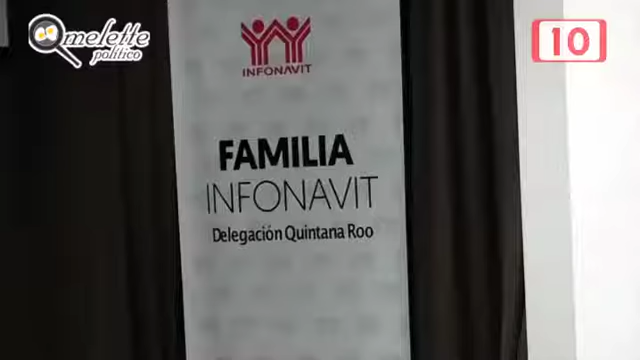 Omelette
político
10
INFONAVIT
FAMILIA
INFONAVIT
Delegación Quintana Roo